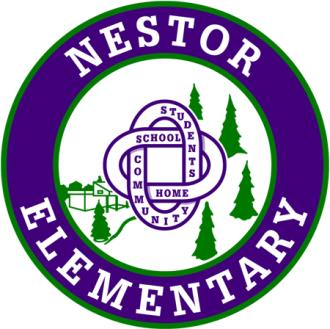 NESTOR
STUDENTS
SCHOOL
COMMUNITY
HOME
ELEMENTARY